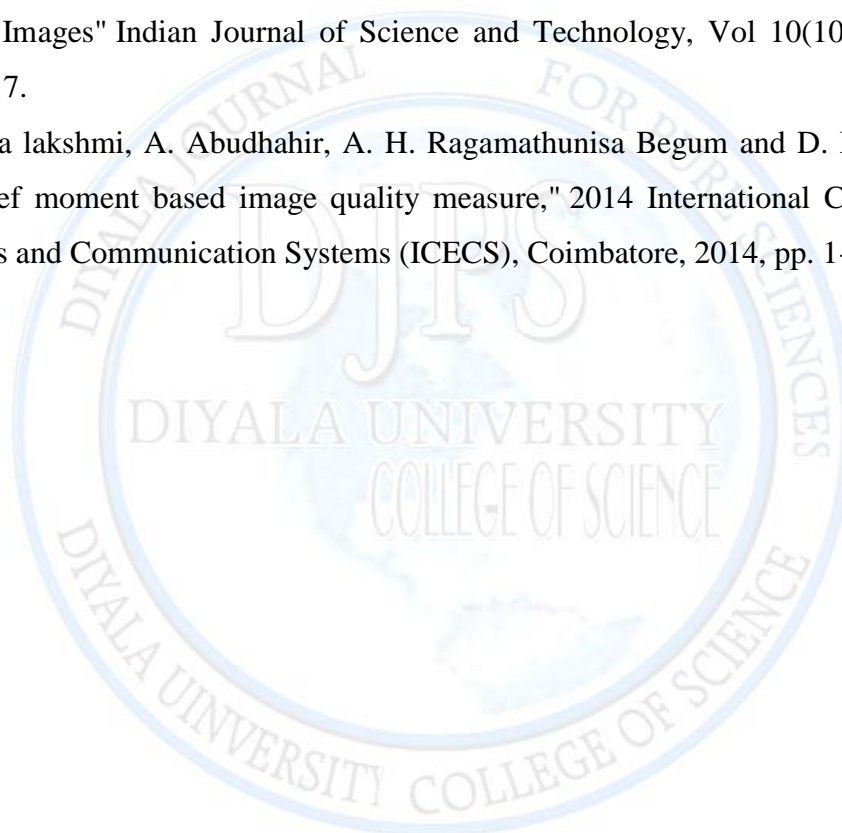 Images" Indian Journal of Science and Technology, Vol 10(10
7.
a lakshmi, A. Abudhahir, A. H. Ragamathunisa Begum and D.
ef moment based image quality measure," 2014 International C
s and Communication Systems (ICECS), Coimbatore, 2014, pp. 1-
DIYALA JOURNAL FOR PURE SCIENCES
DJPS
DIYALA UNIVERSITY
COLLEGE OF SCIENCE
DIYALA UINVERSITY COLLEGE OF SCIENCE